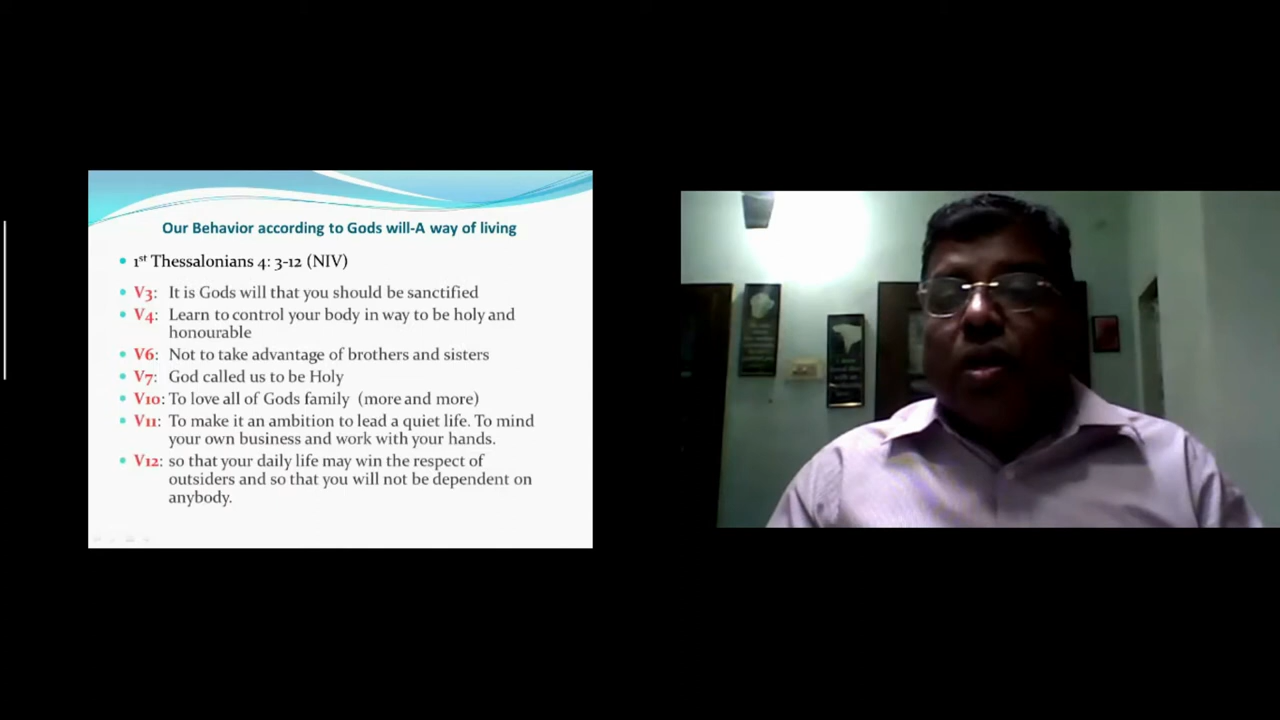 Our Behavior according to Gods will-A way of living
• 1st Thessalonians 4: 3-12 (NIV)
• V3: It is Gods will that you should be sanctified
• V4: Learn to control your body in way to be holy and
honourable
• V6: Not to take advantage of brothers and sisters
• V7: God called us to be Holy
• V10: To love all of Gods family (more and more)
• V11: To make it an ambition to lead a quiet life. To mind
your own business and work with your hands.
• V12: so that your daily life may win the respect of
outsiders and so that you will not be dependent on
anybody.